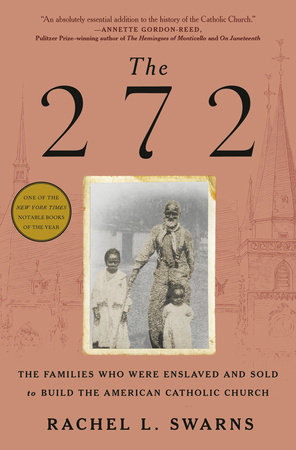 "An absolutely essential addition to the history of the Catholic Church."
—ANNETTE GORDON-REED,
Pulitzer Prize–winning author of The Hemingses of Monticello and On Juneteenth
The
272
ONE OF THE
NEW YORK TIMES
NOTABLE BOOKS
OF THE YEAR
THE FAMILIES WHO WERE ENSLAVED AND SOLD
to BUILD THE AMERICAN CATHOLIC CHURCH
RACHEL L. SWARNS